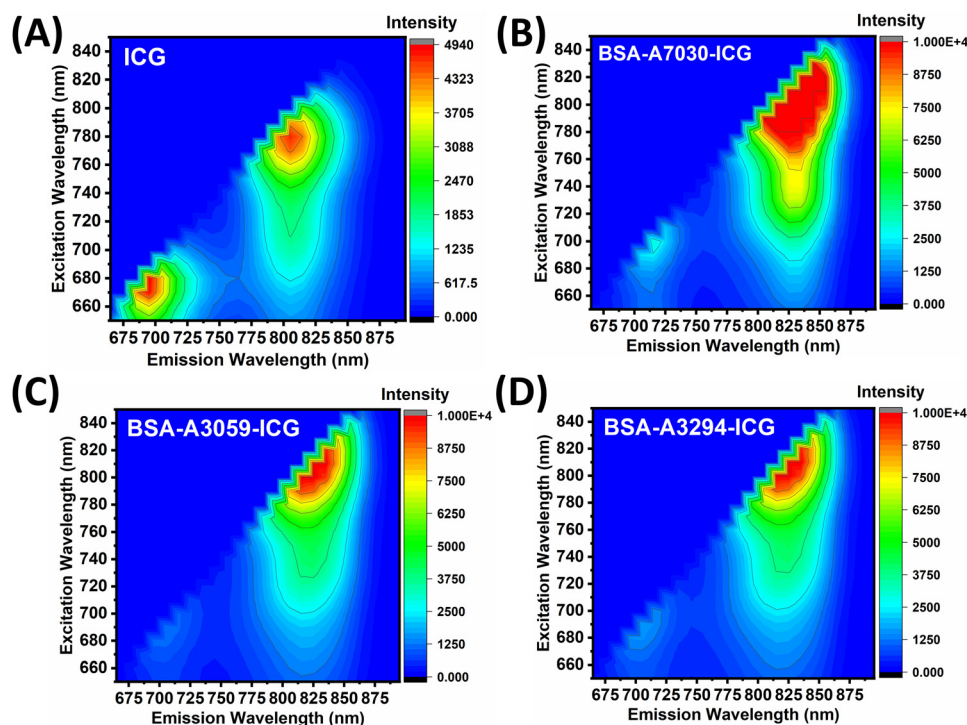 (A)
ICG
Intensity
840
820
800
780
760
740
720
700
680
660
Excitation Wavelength (nm)
675 700 725 750 775 800 825 850 875
Emission Wavelength (nm)
4940
4323
3705
3088
2470
1853
1235
617.5
0.000
(B)
BSA-A7030-ICG
Intensity
840
820
800
780
760
740
720
700
680
660
Excitation Wavelength (nm)
675 700 725 750 775 800 825 850 875
Emission Wavelength (nm)
1.000E+4
8750
7500
6250
5000
3750
2500
1250
0.000
(C)
BSA-A3059-ICG
Intensity
840
820
800
780
760
740
720
700
680
660
Excitation Wavelength (nm)
675 700 725 750 775 800 825 850 875
Emission Wavelength (nm)
1.000E+4
8750
7500
6250
5000
3750
2500
1250
0.000
(D)
BSA-A3294-ICG
Intensity
840
820
800
780
760
740
720
700
680
660
Excitation Wavelength (nm)
675 700 725 750 775 800 825 850 875
Emission Wavelength (nm)
1.000E+4
8750
7500
6250
5000
3750
2500
1250
0.000